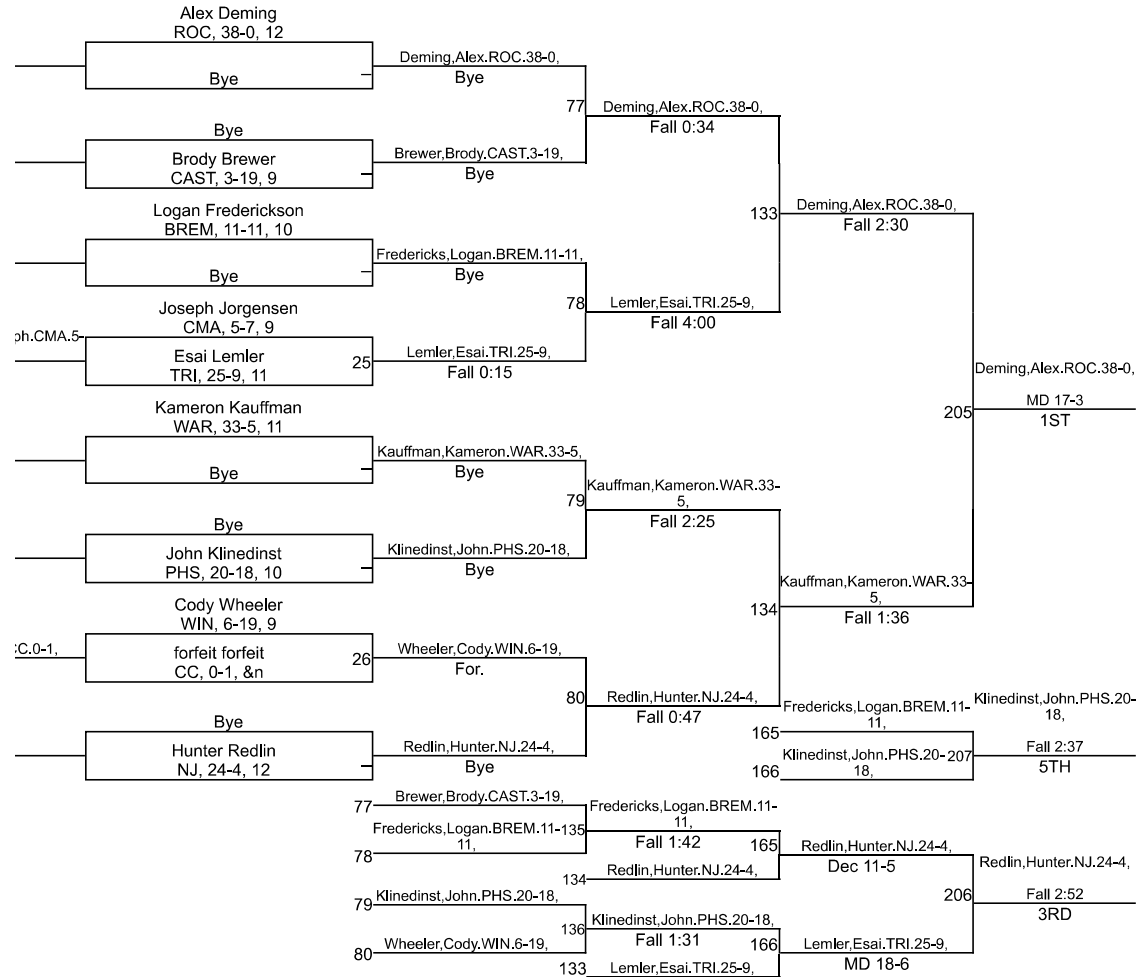 Alex Deming
ROC, 38-0, 12
Bye
Deming,Alex.ROC.38-0,
Bye
77
Deming,Alex.ROC.38-0,
Fall 0:34
Bye
Brody Brewer
CAST, 3-19, 9
Brewer,Brody.CAST.3-19,
Bye
133
Deming,Alex.ROC.38-0,
Fall 2:30
Logan Frederickson
BREM, 11-11, 10
Bye
Fredericks,Logan.BREM.11-11,
Bye
78
Lemler,Esai.TRI.25-9,
Fall 4:00
Joseph Jorgensen
CMA, 5-7, 9
ph.CMA.5-
Esai Lemler
TRI, 25-9, 11
25
Lemler,Esai.TRI.25-9,
Fall 0:15
Deming,Alex.ROC.38-0,
205
MD 17-3
1ST
Kameron Kauffman
WAR, 33-5, 11
Bye
Kauffman,Kameron.WAR.33-5,
Bye
79
Kauffman,Kameron.WAR.33-
5,
Fall 2:25
Bye
John Klinedinst
PHS, 20-18, 10
Klinedinst,John.PHS.20-18,
Bye
134
Kauffman,Kameron.WAR.33-
5,
Fall 1:36
Cody Wheeler
WIN, 6-19, 9
CC.0-1,
forfeit forfeit
CC, 0-1, &n
26
Wheeler,Cody.WIN.6-19,
For.
80
Redlin,Hunter.NJ.24-4,
Fall 0:47
Bye
Hunter Redlin
NJ, 24-4, 12
Redlin,Hunter.NJ.24-4,
Bye
165
Fredericks,Logan.BREM.11-
11,
166
Klinedinst,John.PHS.20-
18,
207
Klinedinst,John.PHS.20-
18,
Fall 2:37
5TH
77
Brewer,Brody.CAST.3-19,
78
Fredericks,Logan.BREM.11-
11,
135
Fredericks,Logan.BREM.11-
11,
Fall 1:42
134
Redlin,Hunter.NJ.24-4,
165
Redlin,Hunter.NJ.24-4,
Dec 11-5
206
Redlin,Hunter.NJ.24-4,
Fall 2:52
3RD
79
Klinedinst,John.PHS.20-18,
80
Wheeler,Cody.WIN.6-19,
136
Klinedinst,John.PHS.20-18,
Fall 1:31
133
Lemler,Esai.TRI.25-9,
166
Lemler,Esai.TRI.25-9,
MD 18-6